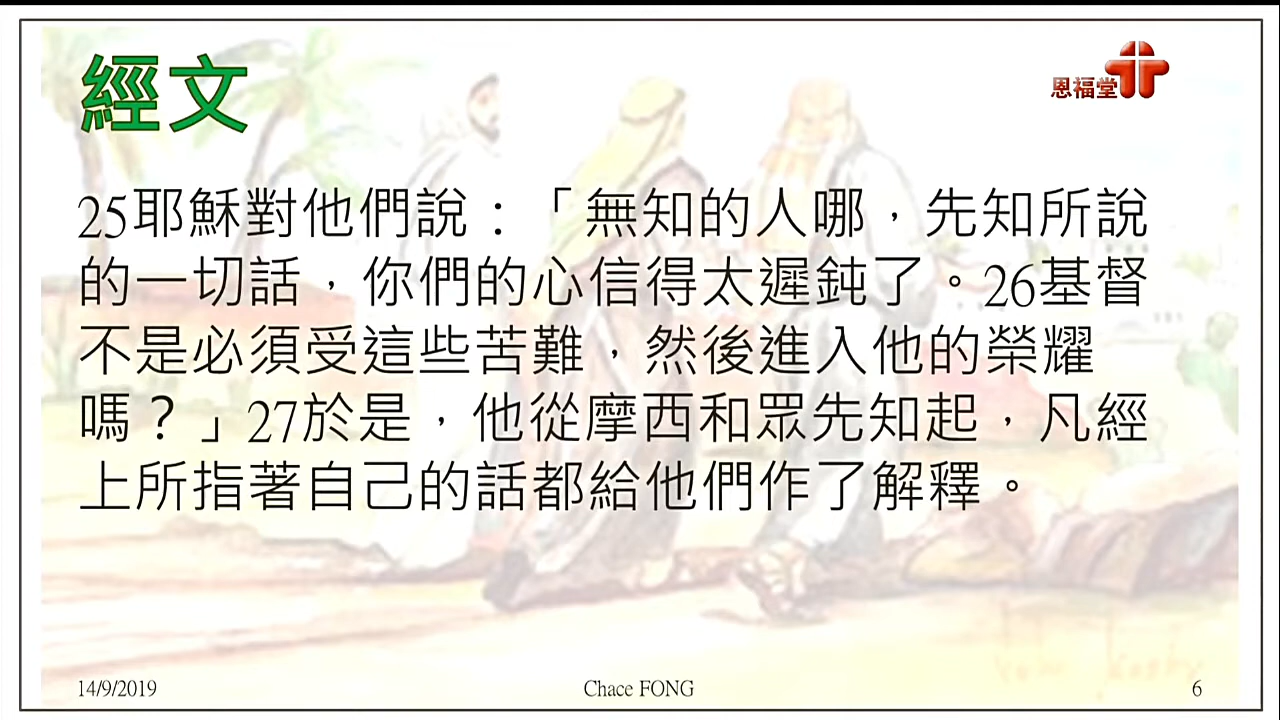 經文
恩福堂
25耶穌對他們說：「無知的人哪，先知所說
的一切話，你們的心信得太遲鈍了。26基督
不是必須受這些苦難，然後進入他的榮耀
嗎？」27於是，他從摩西和眾先知起，凡經
上所指著自己的話都給他們作了解釋。
14/9/2019
Chace FONG
6